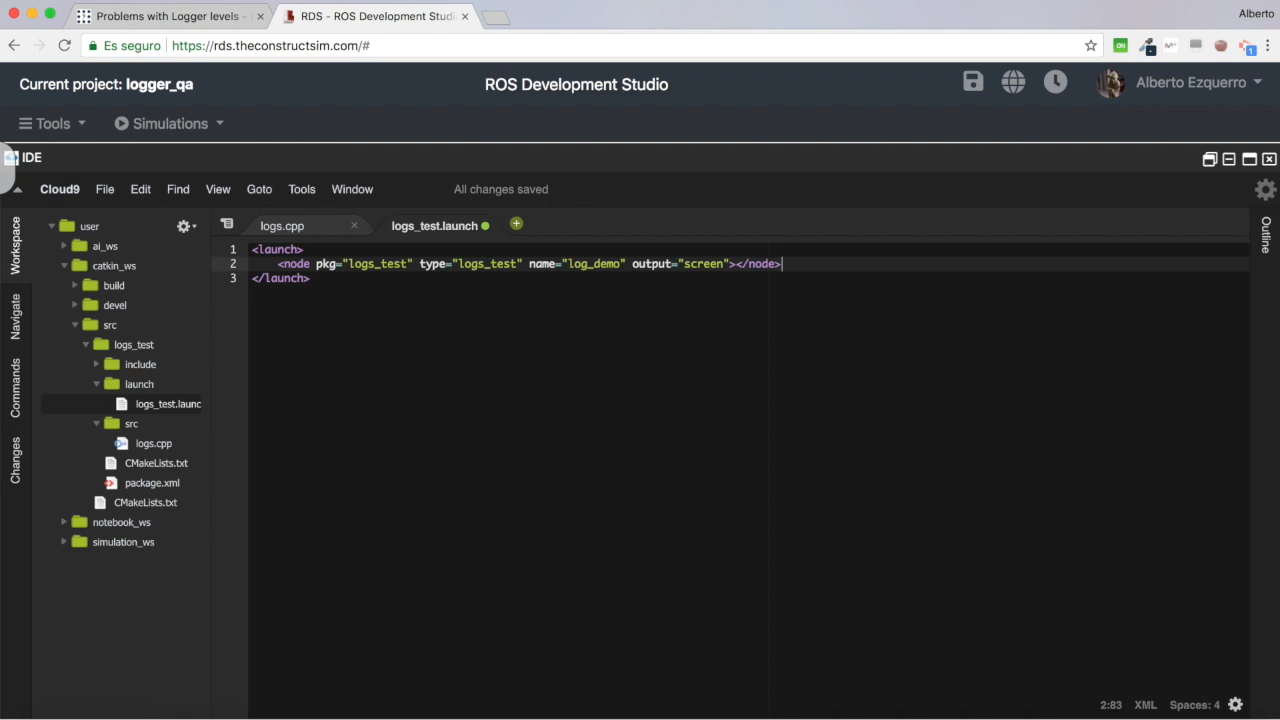 Problems with Logger levels -
RDS - ROS Development Studi
Alberto
Es seguro
https://rds.theconstructsim.com/#
ON
1
Current project: logger_qa
ROS Development Studio
Alberto Ezquerro
Tools
Simulations
IDE
Cloud9 File Edit Find View Goto Tools Window
All changes saved
Workspace
Navigate
Commands
Changes
user
ai_ws
catkin_ws
build
devel
src
logs_test
include
launch
logs_test.launc
src
logs.cpp
CMakeLists.txt
package.xml
CMakeLists.txt
notebook_ws
simulation_ws
logs.cpp
logs_test.launch
1 <launch>
2 <node pkg="logs_test" type="logs_test" name="log_demo" output="screen"></node>
3 </launch>
Outline
2:83 XML Spaces: 4